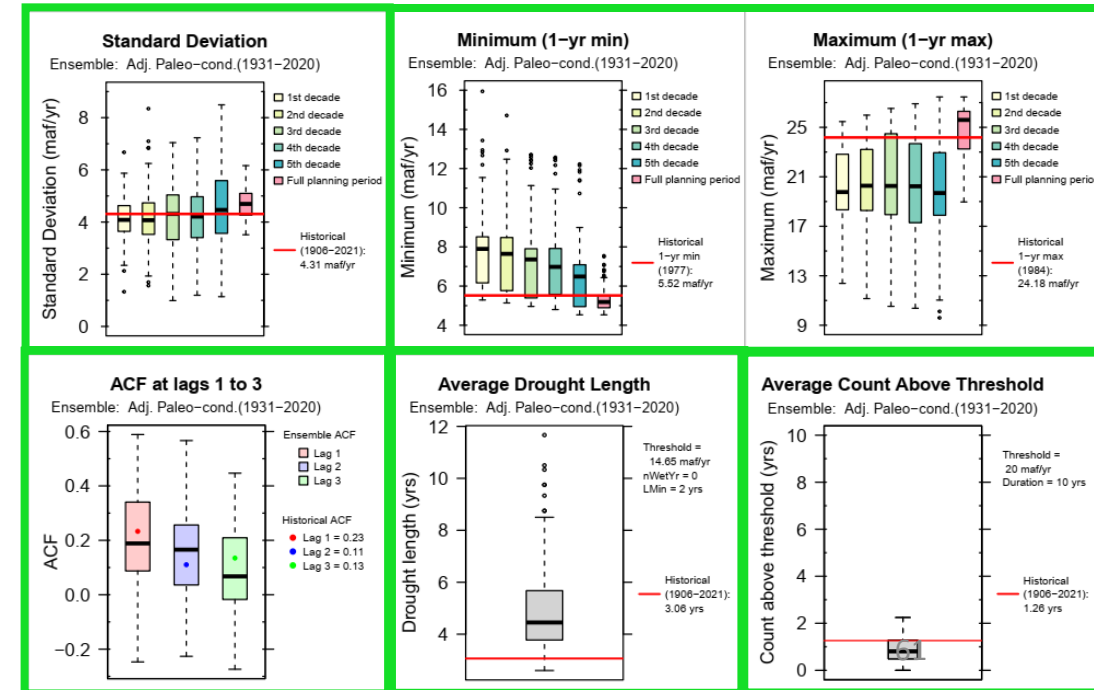 Standard Deviation
Ensemble: Adj. Paleo−cond.(1931−2020)
Standard Deviation (maf/yr)
8
6
4
2
0
1st decade
2nd decade
3rd decade
4th decade
5th decade
Full planning period
Historical
(1906−2021):
4.31 maf/yr
Minimum (1−yr min)
Ensemble: Adj. Paleo−cond.(1931−2020)
Minimum (maf/yr)
16
14
12
10
8
6
4
1st decade
2nd decade
3rd decade
4th decade
5th decade
Full planning period
Historical
1−yr min
(1977):
5.52 maf/yr
Maximum (1−yr max)
Ensemble: Adj. Paleo−cond.(1931−2020)
Maximum (maf/yr)
25
21
17
13
9
1st decade
2nd decade
3rd decade
4th decade
5th decade
Full planning period
Historical
1−yr max
(1984):
24.18 maf/yr
ACF at lags 1 to 3
Ensemble: Adj. Paleo−cond.(1931−2020)
ACF
0.6
0.4
0.2
0.0
−0.2
Ensemble ACF
Lag 1
Lag 2
Lag 3
Historical ACF
Lag 1 = 0.23
Lag 2 = 0.11
Lag 3 = 0.13
Average Drought Length
Ensemble: Adj. Paleo−cond.(1931−2020)
Drought length (yrs)
12
10
8
6
4
Threshold =
14.65 maf/yr
nWetYr = 0
LMin = 2 yrs
Historical
(1906−2021):
3.06 yrs
Average Count Above Threshold
Ensemble: Adj. Paleo−cond.(1931−2020)
Count above threshold (yrs)
10
8
6
4
2
0
Threshold =
20 maf/yr
Duration = 10 yrs
Historical
(1906−2021):
1.26 yrs